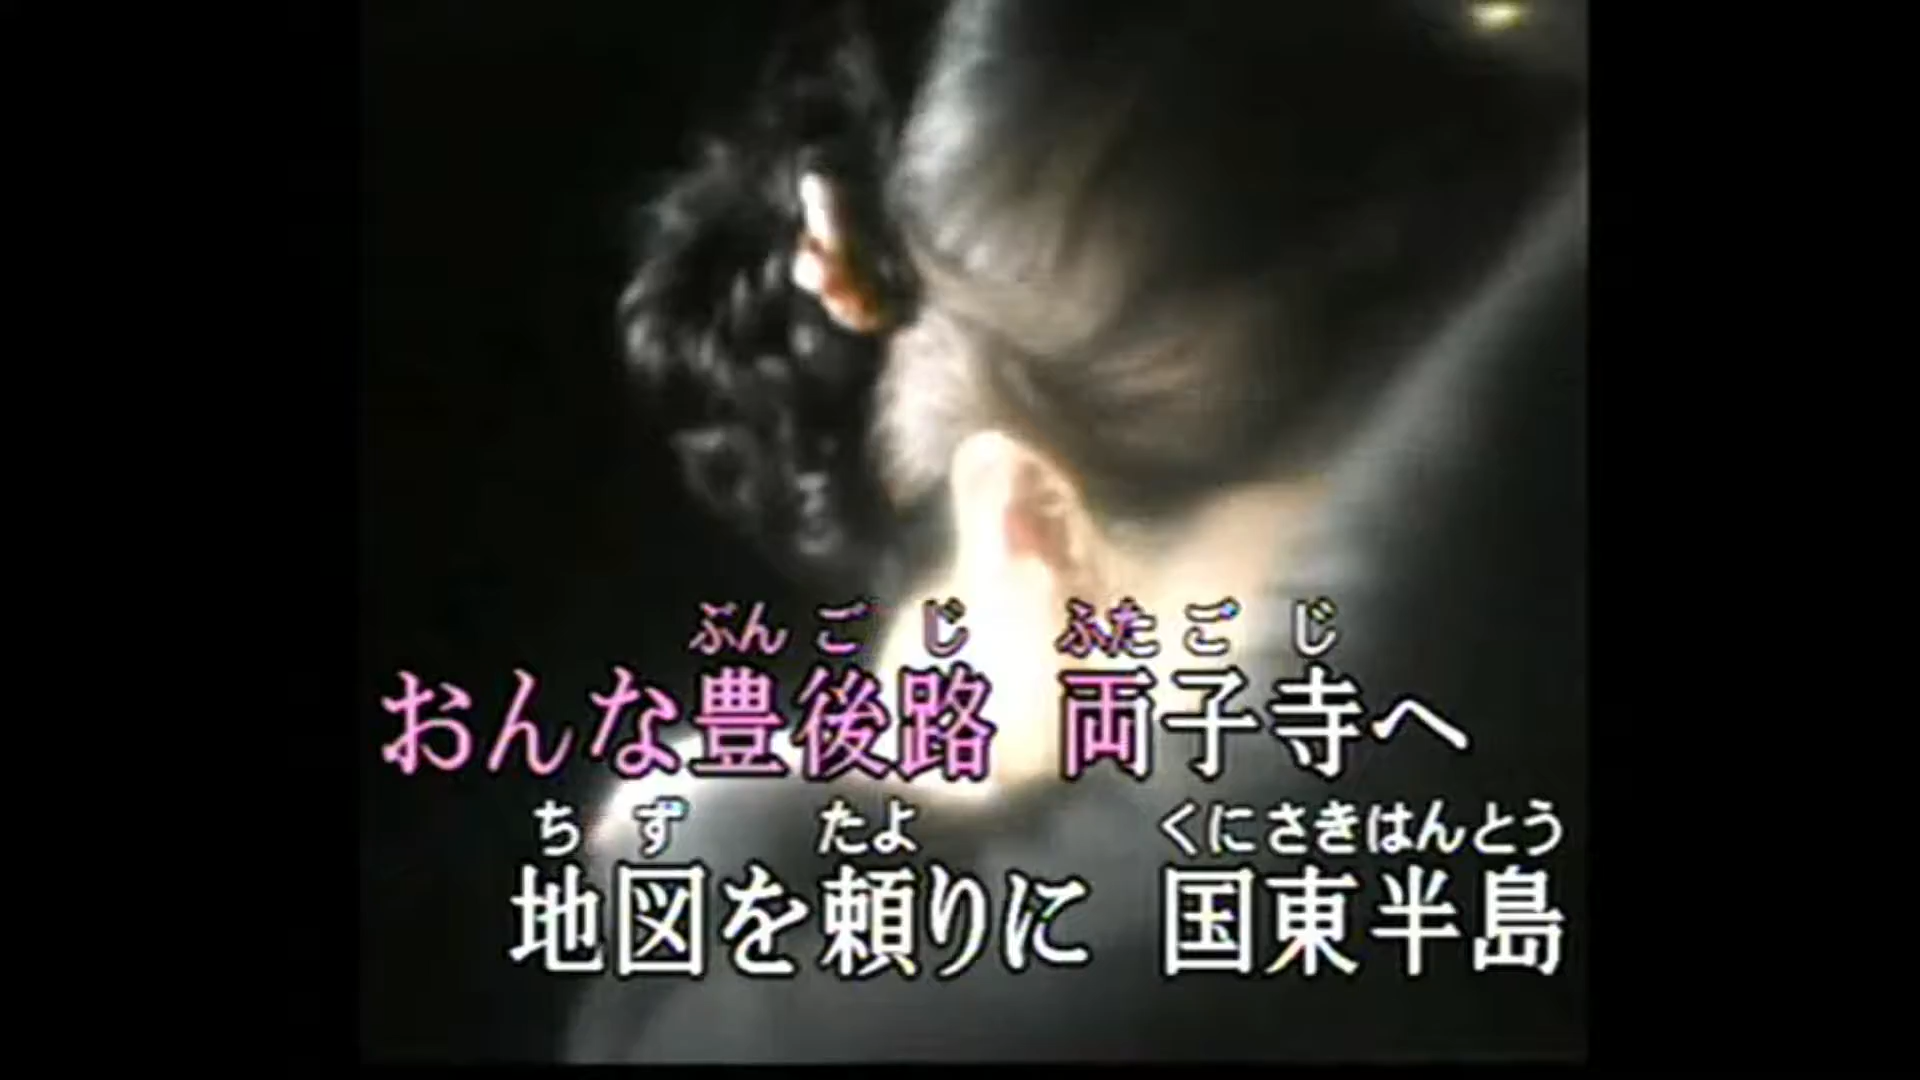 ぶんごじ ふたごじ
おんな豊後路 両子寺へ
ちず たよ くにさきはんとう
地図を頼りに 国東半島